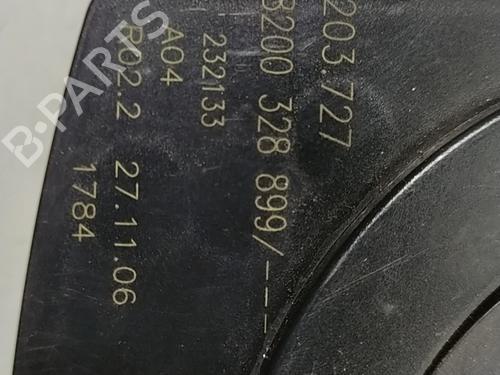 203.727
8200 328 899/----
232133
A04
R02.2 27.11.06
1784
B-PARTS